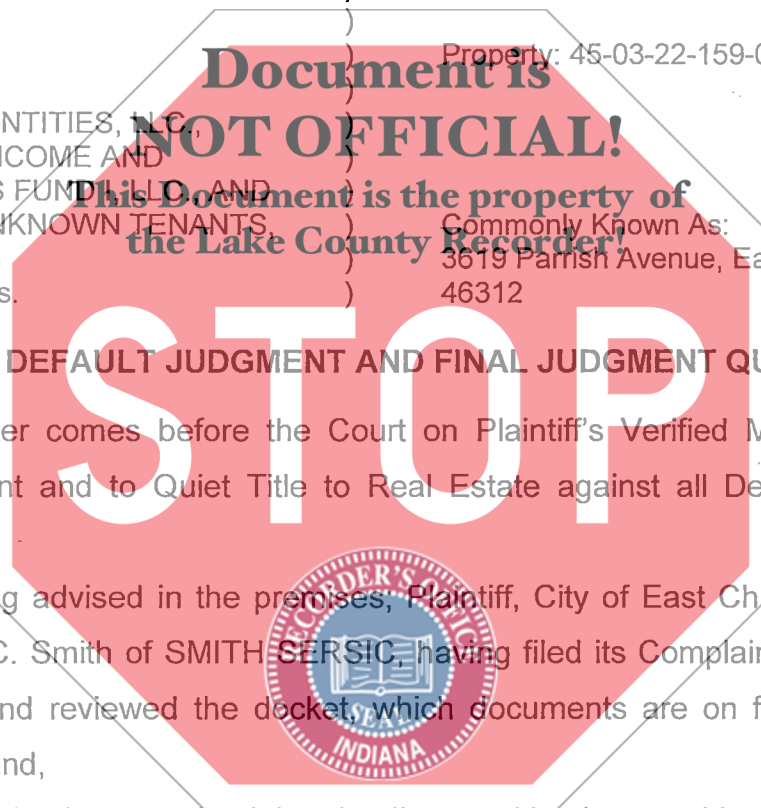 )
)
Document is
Property: 45-03-22-159-0
)
NTITIES, LLC.,
NOT OFFICIAL!
NCOME AND
S FUND I, LLC, AND
This Document is the property of
NKNOWN TENANTS,
Commonly Known As:
the Lake County Recorder!
)
3619 Parrish Avenue, Ea
s.
)
46312
DEFAULT JUDGMENT AND FINAL JUDGMENT QU
STOP
er comes before the Court on Plaintiff's Verified M
nt and to Quiet Title to Real Estate against all De
g advised in the premises; Plaintiff, City of East Ch
C. Smith of SMITH SERSIC, having filed its Complain
nd reviewed the docket, which documents are on f
nd,
RECORDER'S OFFICE
SEAL
INDIANA